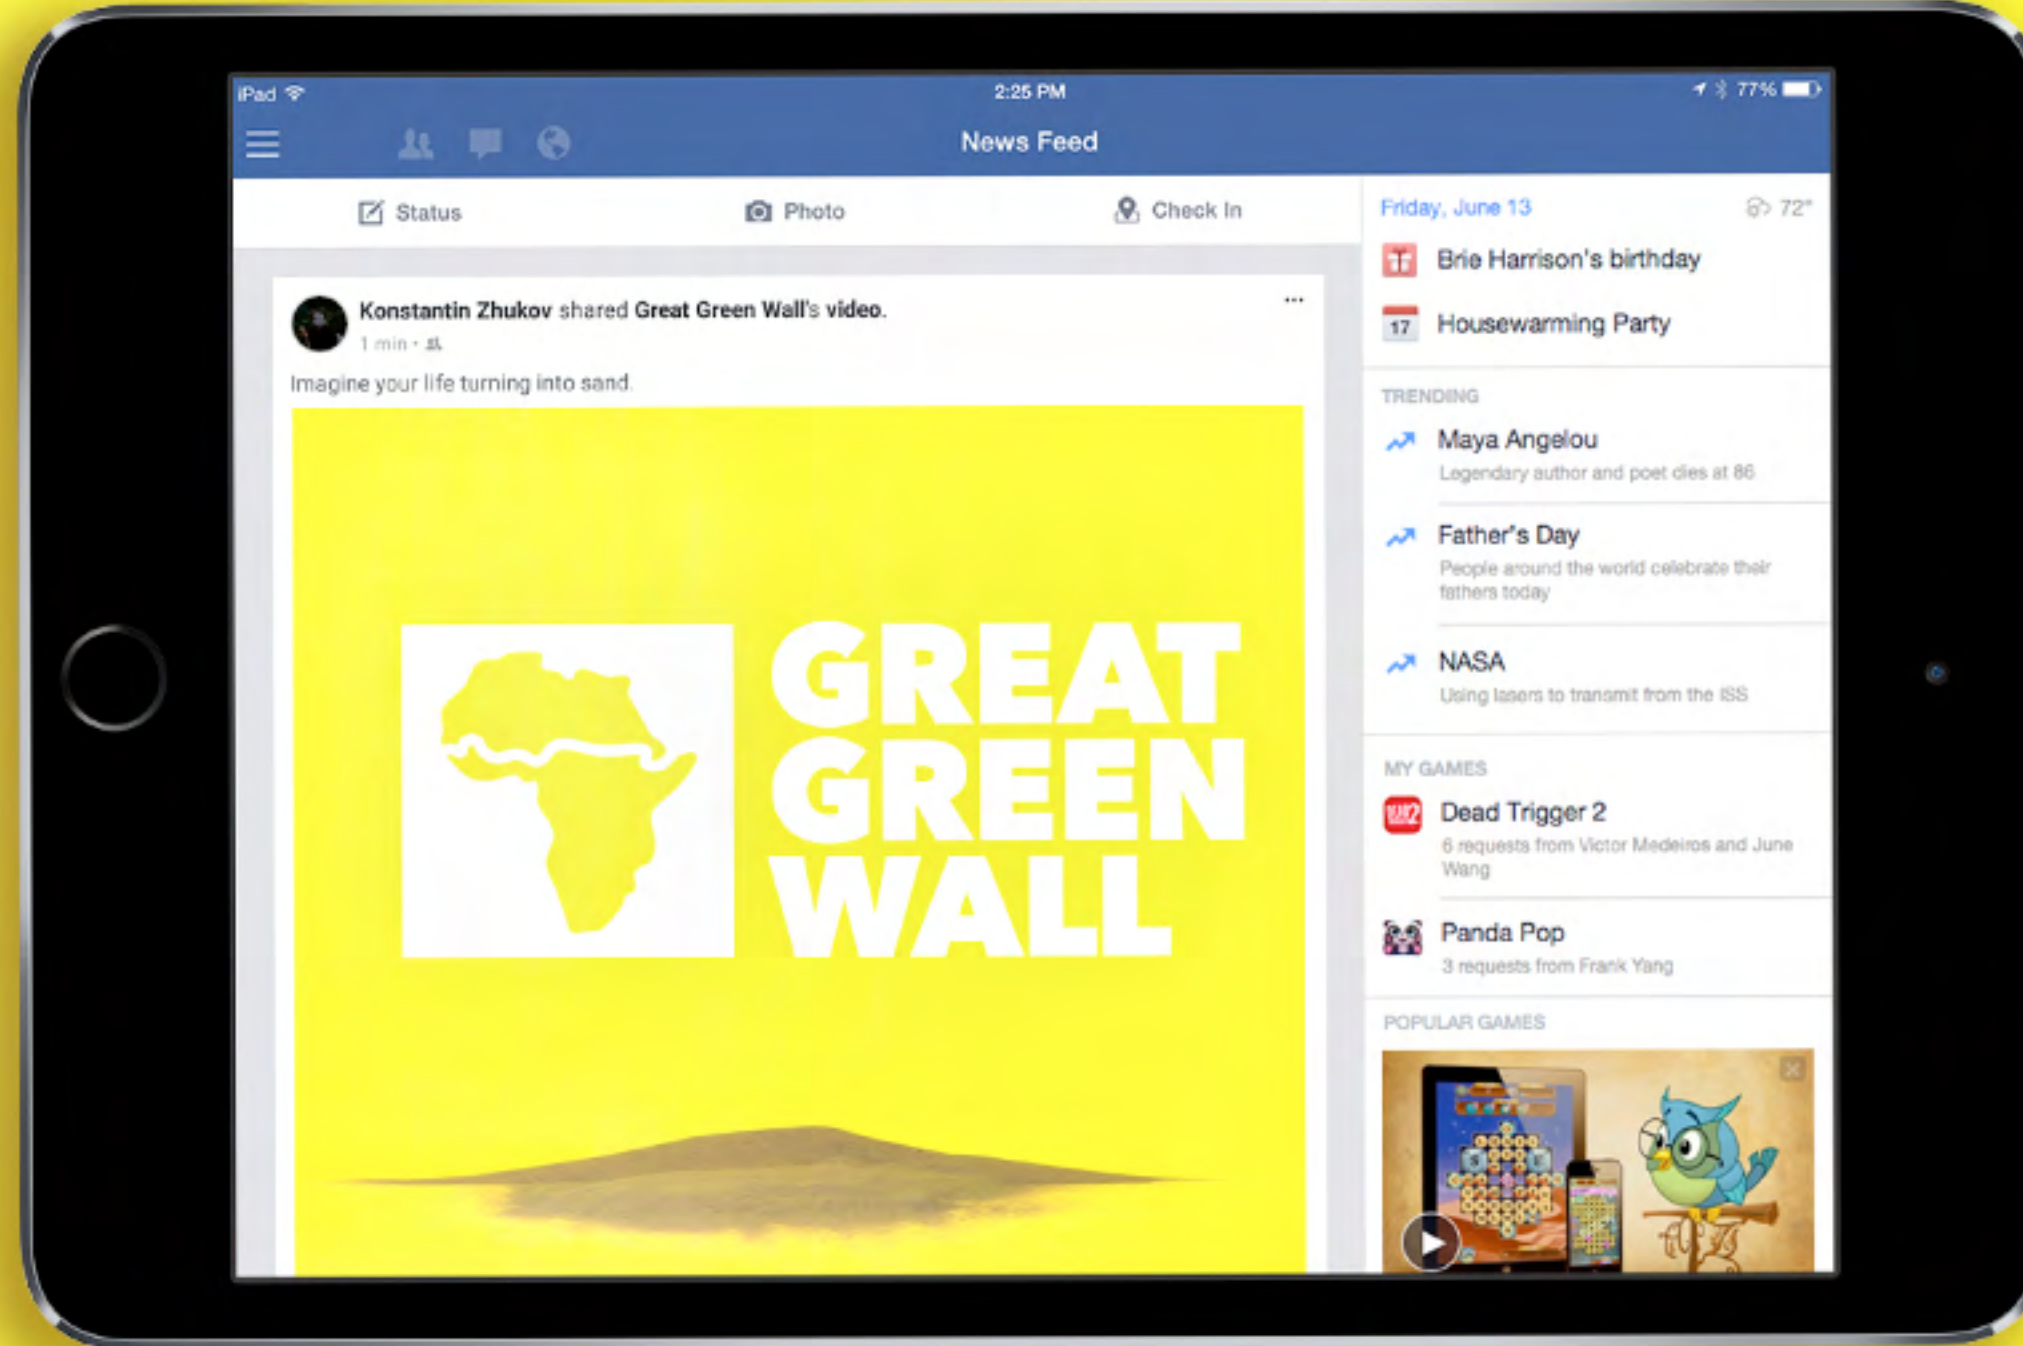 iPad
2:25 PM
77%
News Feed
Status
Photo
Check In
Konstantin Zhukov shared Great Green Wall's video.
1 min
Imagine your life turning into sand.
GREAT
GREEN
WALL
Friday, June 13
72°
Brie Harrison's birthday
17
Housewarming Party
TRENDING
Maya Angelou
Legendary author and poet dies at 86
Father's Day
People around the world celebrate their
fathers today
NASA
Using lasers to transmit from the ISS
MY GAMES
Dead Trigger 2
6 requests from Victor Medeiros and June
Wang
Panda Pop
3 requests from Frank Yang
POPULAR GAMES